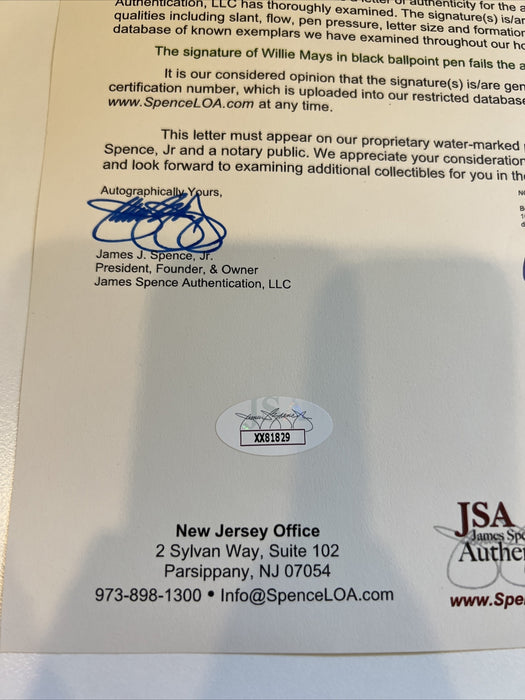 Authentication, LLC has thoroughly examined. The signature(s) is/ar
qualities including slant, flow, pen pressure, letter size and formation
database of known exemplars we have examined throughout our
The signature of Willie Mays in black ballpoint pen fails the a
It is our considered opinion that the signature(s) is/are gen
certification number, which is uploaded into our restricted databas
www.SpenceLOA.com at any time.
This letter must appear on our proprietary water-marked
Spence, Jr and a notary public. We appreciate your consideration
and look forward to examining additional collectibles for you in the
Autographically Yours,
James J. Spence, Jr.
President, Founder, & Owner
James Spence Authentication, LLC
JSA
XX81829
New Jersey Office
2 Sylvan Way, Suite 102
Parsippany, NJ 07054
973-898-1300 • Info@SpenceLOA.com
JSA
James Spe
Authe
www.Spe